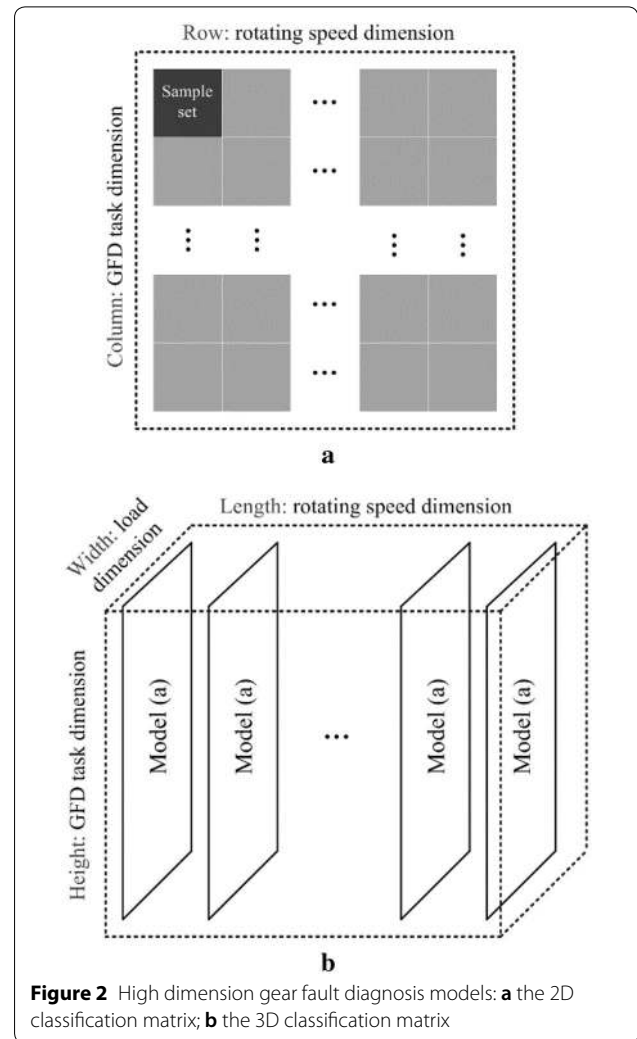 Row: rotating speed dimension
Column: GFD task dimension
Sample
set
...
...
⋮ ⋮ ⋮ ⋮
...
...
a
Length: rotating speed dimension
Width: load
dimension
Height: GFD task dimension
Model (a)
Model (a)
...
Model (a)
Model (a)
b
Figure 2 High dimension gear fault diagnosis models: a the 2D
classification matrix; b the 3D classification matrix